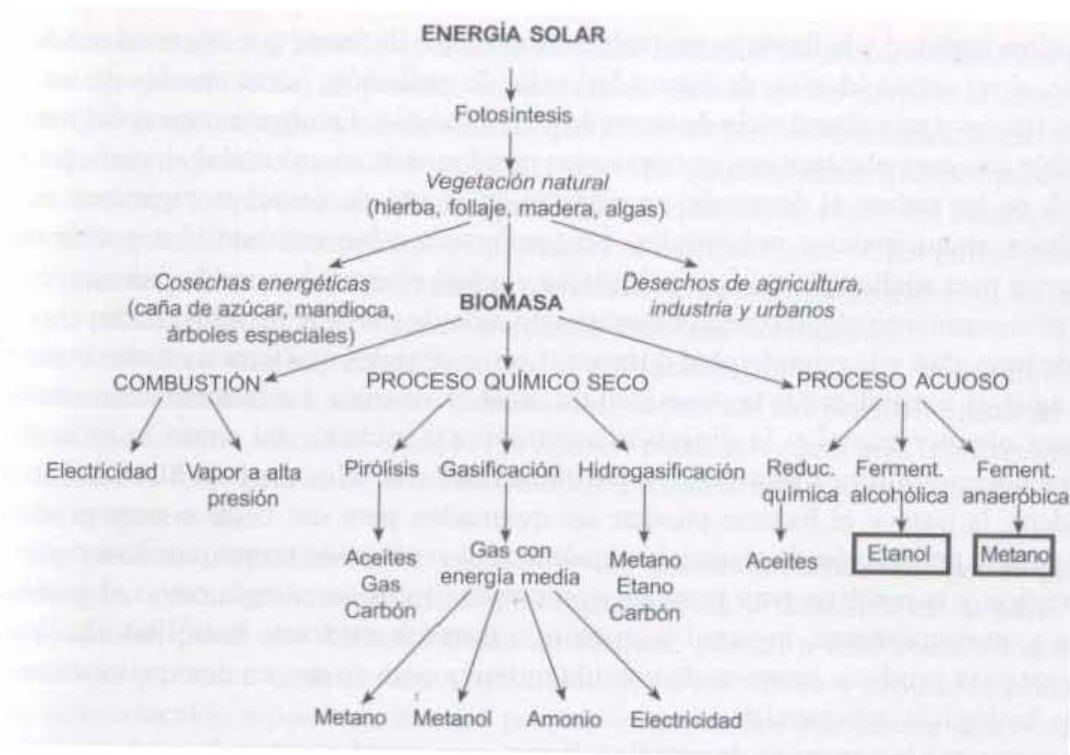 ENERGÍA SOLAR
Fotosíntesis
Vegetación natural
(hierba, follaje, madera, algas)
Cosechas energéticas
(caña de azúcar, mandioca,
árboles especiales)
BIOMASA
Desechos de agricultura,
industria y urbanos
COMBUSTIÓN
PROCESO QUÍMICO SECO
PROCESO ACUOSO
Electricidad
Vapor a alta
presión
Pirólisis
Gasificación
Hidrogasificación
Reduc.
química
Ferment.
alcohólica
Fement.
anaeróbica
Aceites
Gas
Carbón
Gas con
energía media
Metano
Etano
Carbón
Aceites
Etanol
Metano
Metano
Metanol
Amonio
Electricidad